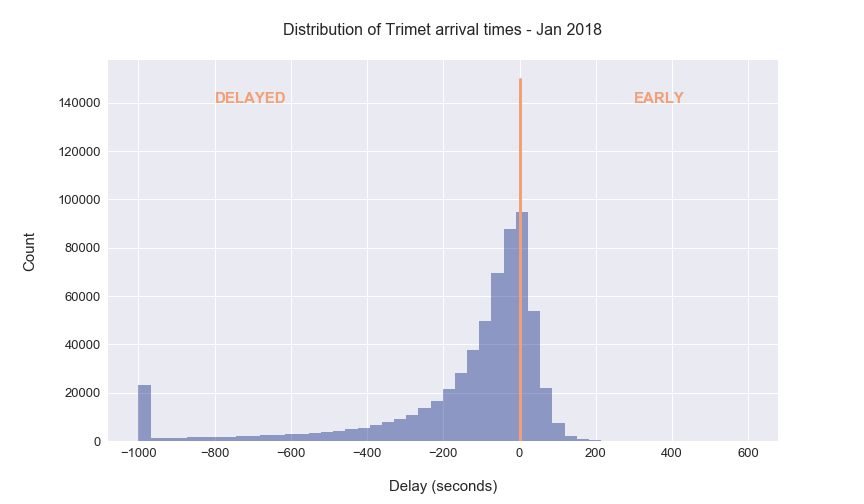 Distribution of Trimet arrival times - Jan 2018
DELAYED
EARLY
140000
120000
100000
80000
60000
40000
20000
0
Count
−1000 −800 −600 −400 −200 0 200 400 600
Delay (seconds)